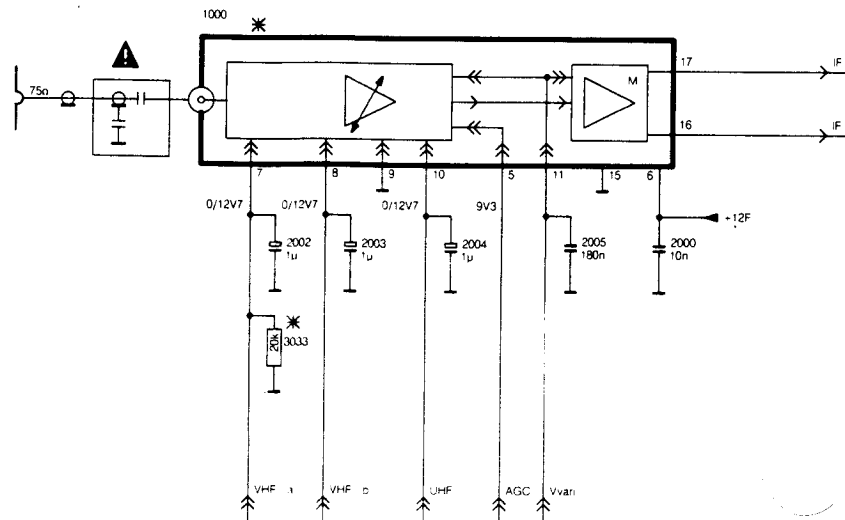 1000
75Ω
M
17
IF
16
IF
7
8
9
10
5
11
15
6
0/12V7
0/12V7
0/12V7
9V3
+12F
2002
1µ
2003
1µ
2004
1µ
2005
180n
2000
10n
20k
3033
VHF
VHF
UHF
AGC
Vvari